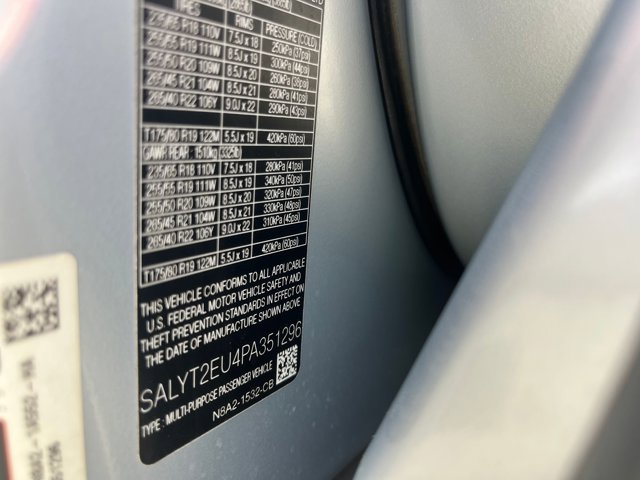 TIRES RIMS PRESSURE (COLD)
235/65 R18 110V 7.5J x 18 250kPa (37psi)
255/55 R19 111W 8.5J x 19 300kPa (44psi)
255/50 R20 109W 8.5J x 20 260kPa (38psi)
265/45 R21 104W 8.5J x 21 280kPa (41psi)
265/40 R22 106Y 9.0J x 22 290kPa (43psi)
T175/80 R19 122M 5.5J x 19 420kPa (60psi)
GAWR REAR: 1510kg (3325lb)
235/65 R18 110V 7.5J x 18 280kPa (41psi)
255/55 R19 111W 8.5J x 19 340kPa (50psi)
255/50 R20 109W 8.5J x 20 320kPa (47psi)
265/45 R21 104W 8.5J x 21 330kPa (48psi)
265/40 R22 106Y 9.0J x 22 310kPa (45psi)
T175/80 R19 122M 5.5J x 19 420kPa (60psi)
THIS VEHICLE CONFORMS TO ALL APPLICABLE
U.S. FEDERAL MOTOR VEHICLE SAFETY AND
THEFT PREVENTION STANDARDS IN EFFECT ON
THE DATE OF MANUFACTURE SHOWN ABOVE
SALYT2EU4PA351296
TYPE : MULTI-PURPOSE PASSENGER VEHICLE
N8A2-1532-CB